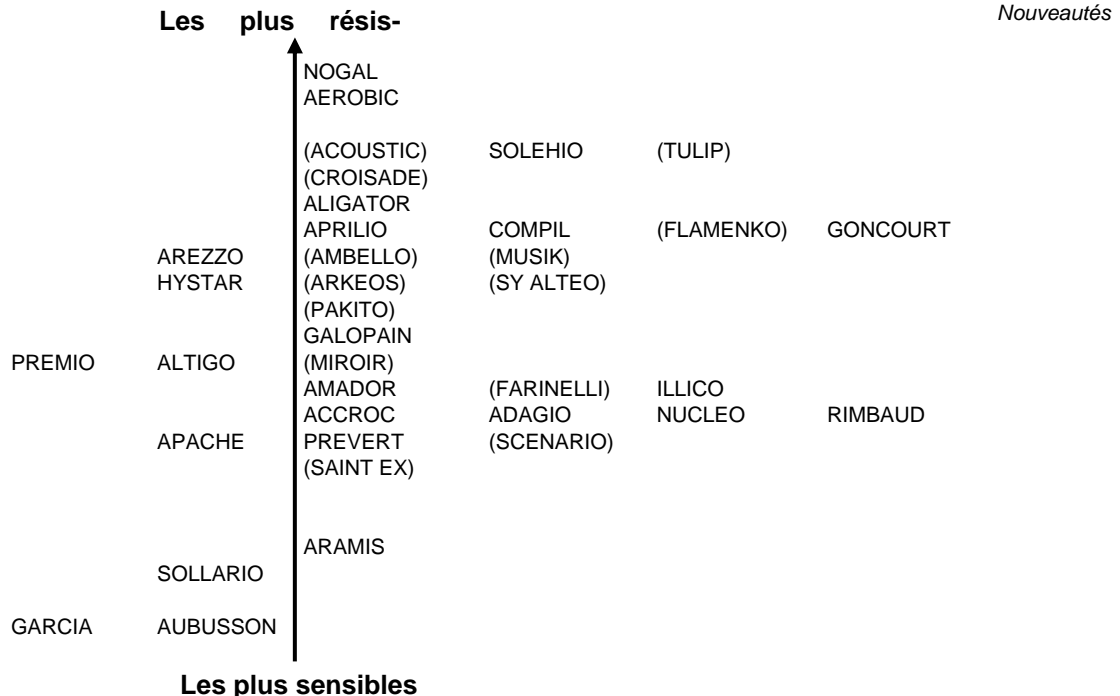 Les plus résis-
Nouveautés
NOGAL
AEROBIC
(ACOUSTIC) SOLEHIO (TULIP)
(CROISADE)
ALIGATOR
APRILIO COMPIL (FLAMENKO) GONCOURT
AREZZO (AMBELLO) (MUSIK)
HYSTAR (ARKEOS) (SY ALTEO)
(PAKITO)
GALOPAIN
PREMIO ALTIGO (MIROIR)
AMADOR (FARINELLI) ILLICO
ACCROC ADAGIO NUCLEO RIMBAUD
APACHE PREVERT (SCENARIO)
(SAINT EX)
ARAMIS
SOLLARIO
GARCIA AUBUSSON
Les plus sensibles